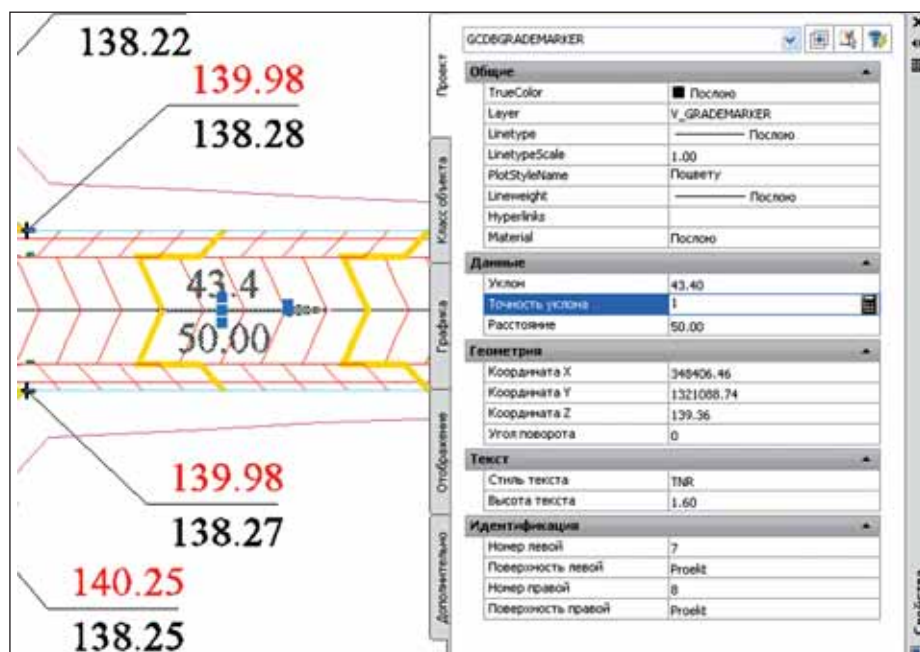 138.22
139.98
138.28
43.4
50.00
139.98
138.27
140.25
138.25
Проект
Класс объекта
Графика
Отображение
Дополнительно
GCDBGRADEMARKER
Общие
TrueColor Послою
Layer V_GRADEMARKER
Linetype Послою
LinetypeScale 1.00
PlotStyleName Поцвету
Lineweight Послою
Hyperlinks
Material Послою
Данные
Уклон 43.40
Точность уклона 1
Расстояние 50.00
Геометрия
Координата X 348406.46
Координата Y 1321088.74
Координата Z 139.36
Угол поворота 0
Текст
Стиль текста TNR
Высота текста 1.60
Идентификация
Номер левой 7
Поверхность левой Proekt
Номер правой 8
Поверхность правой Proekt
Свойства